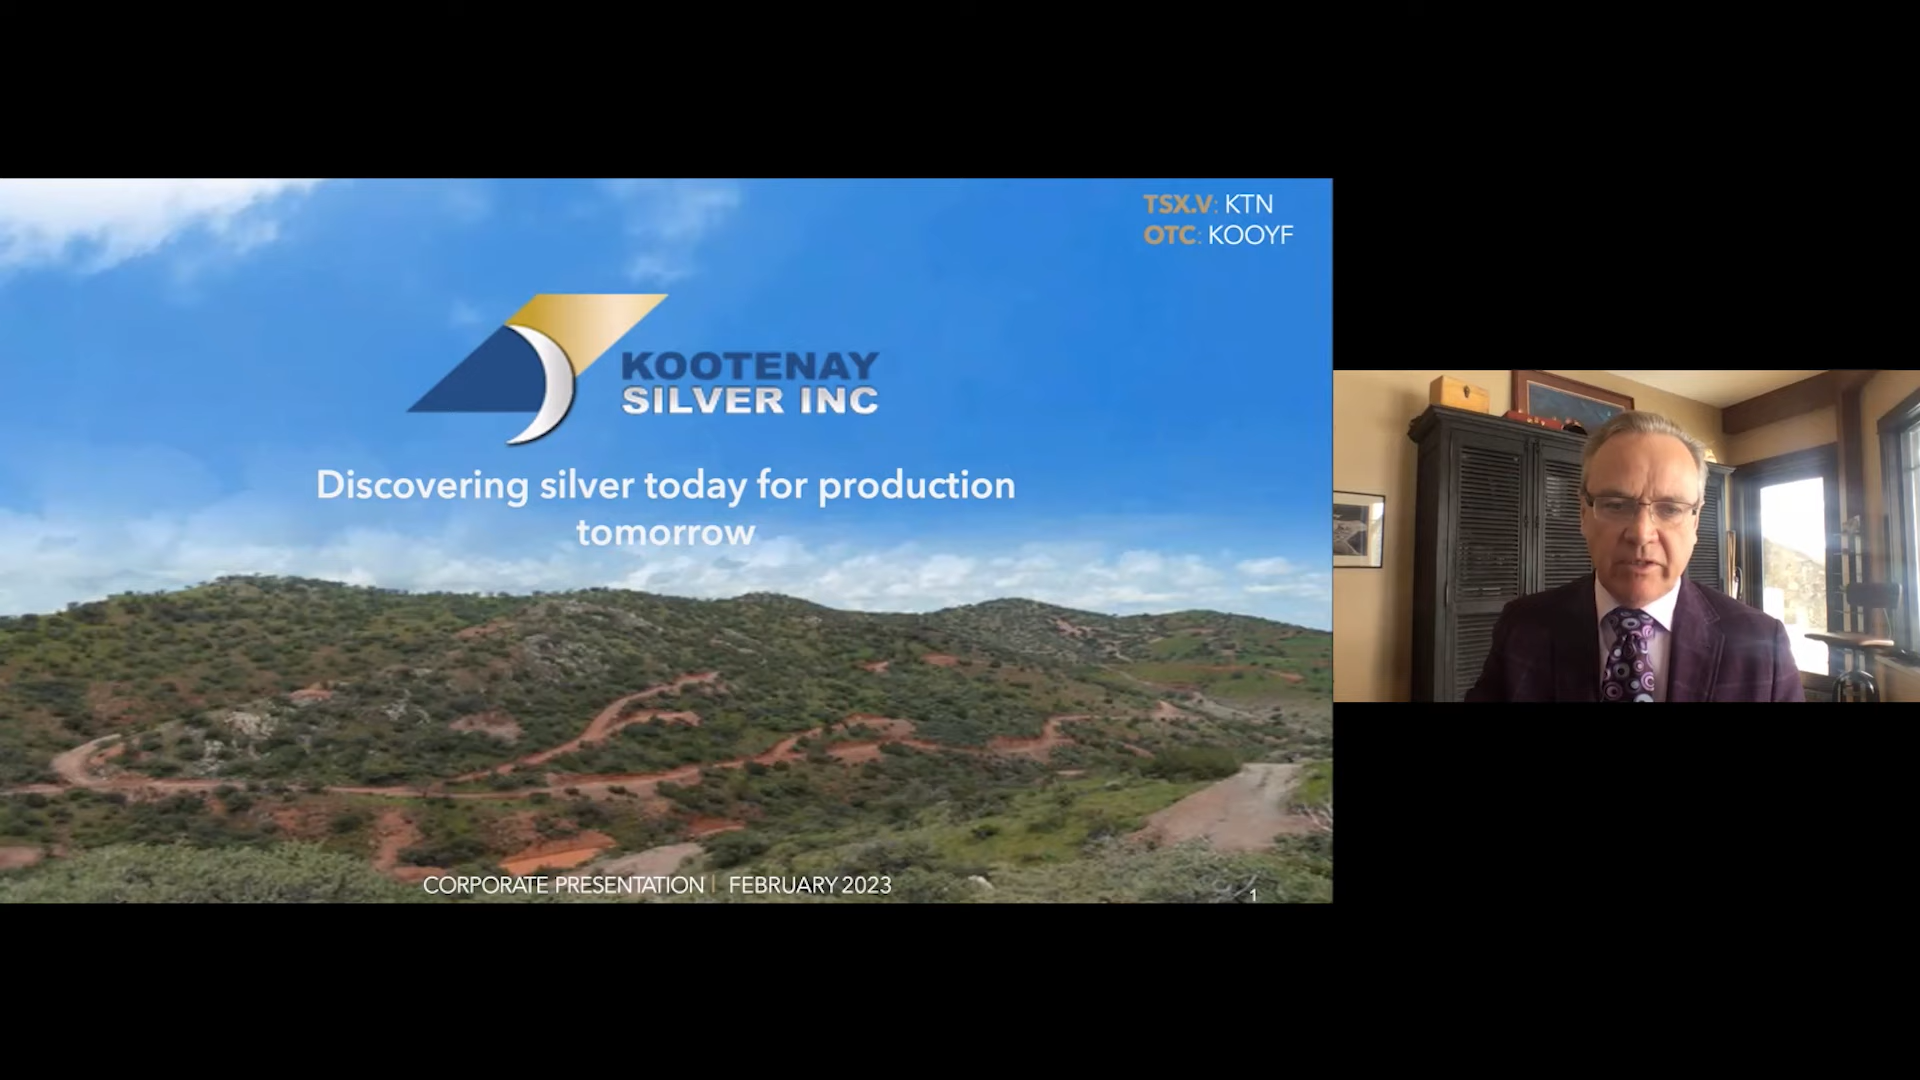 TSX.V: KTN
OTC: KOOYF
KOOTENAY
SILVER INC
Discovering silver today for production
tomorrow
CORPORATE PRESENTATION | FEBRUARY 2023
1